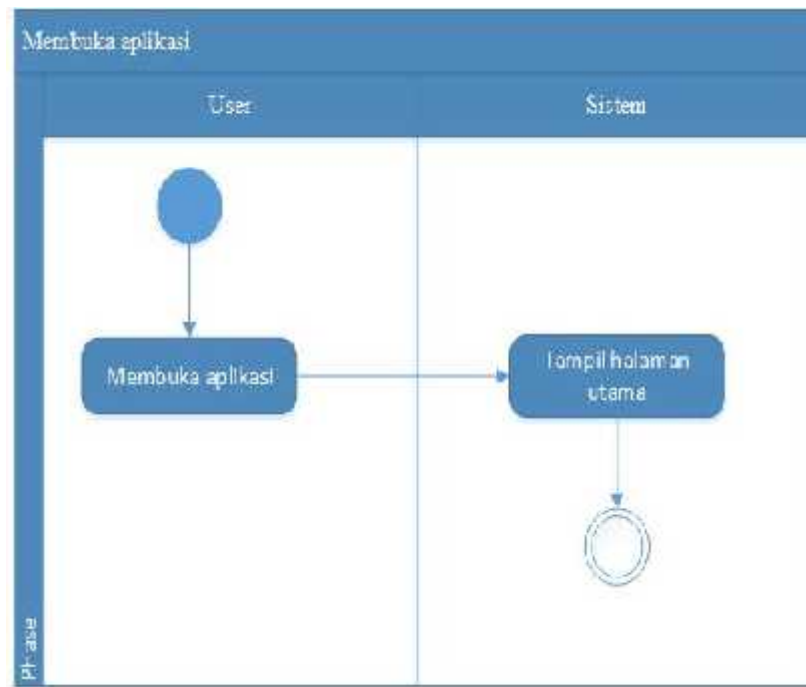 Membuka aplikasi
User
Sistem
Membuka aplikasi
Tampil halaman
utama
Phase